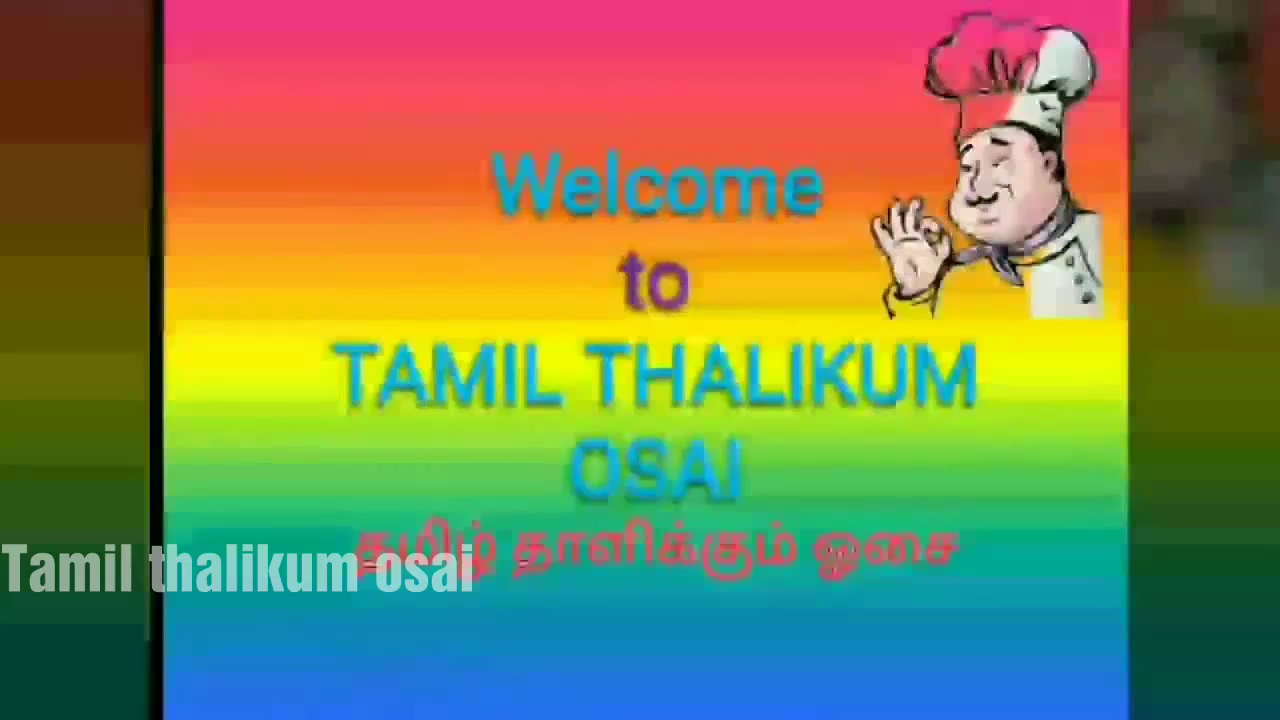 Welcome
to
TAMIL THALIKUM
OSAI
தமிழ் தாளிக்கும் ஓசை
Tamil thalikum osai